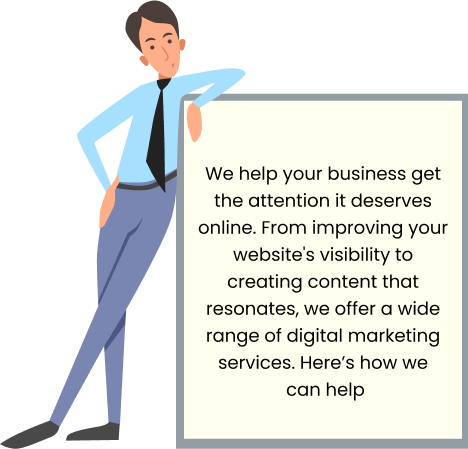 We help your business get
the attention it deserves
online. From improving your
website's visibility to
creating content that
resonates, we offer a wide
range of digital marketing
services. Here’s how we
can help